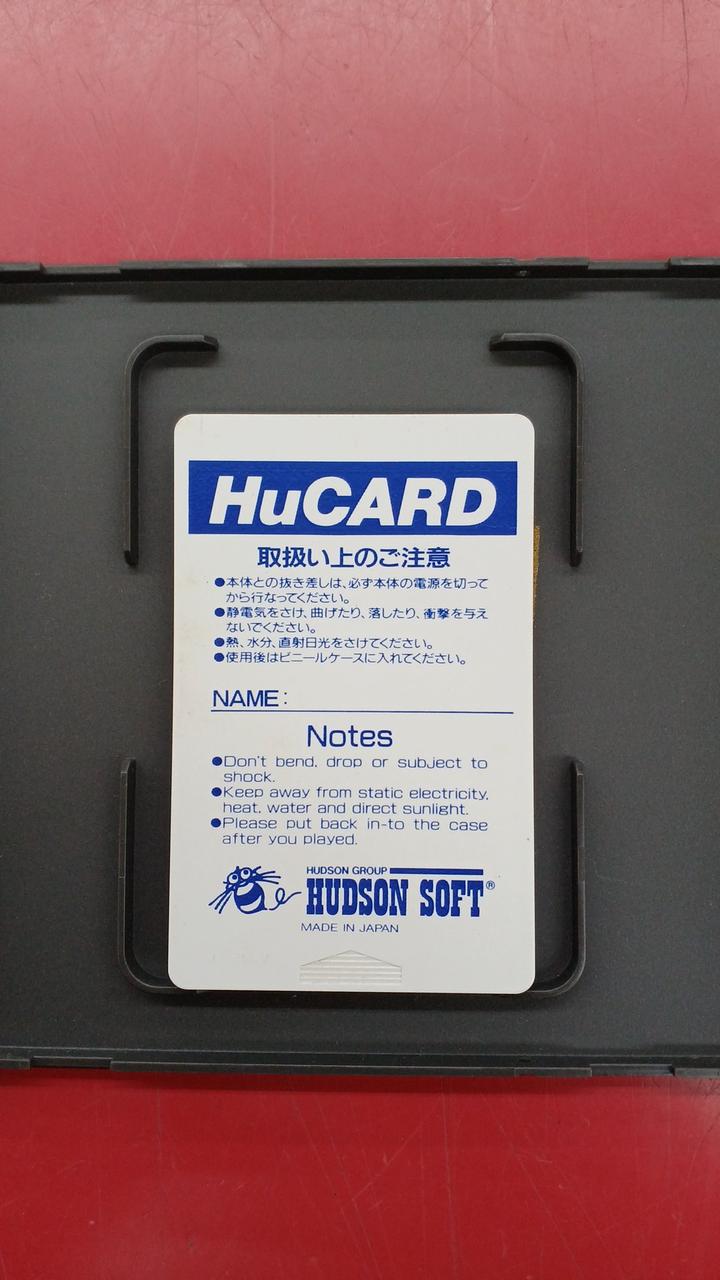 HuCARD
取扱い上のご注意
●本体との抜き差しは、必ず本体の電源を切って
から行なってください。
●静電気をさけ、曲げたり、落したり、衝撃を与え
ないでください。
●熱、水分、直射日光をさけてください。
●使用後はビニールケースに入れてください。
NAME:
Notes
●Don't bend, drop or subject to
shock.
●Keep away from static electricity,
heat, water and direct sunlight.
●Please put back in-to the case
after you played.
HUDSON GROUP
HUDSON SOFT®
MADE IN JAPAN